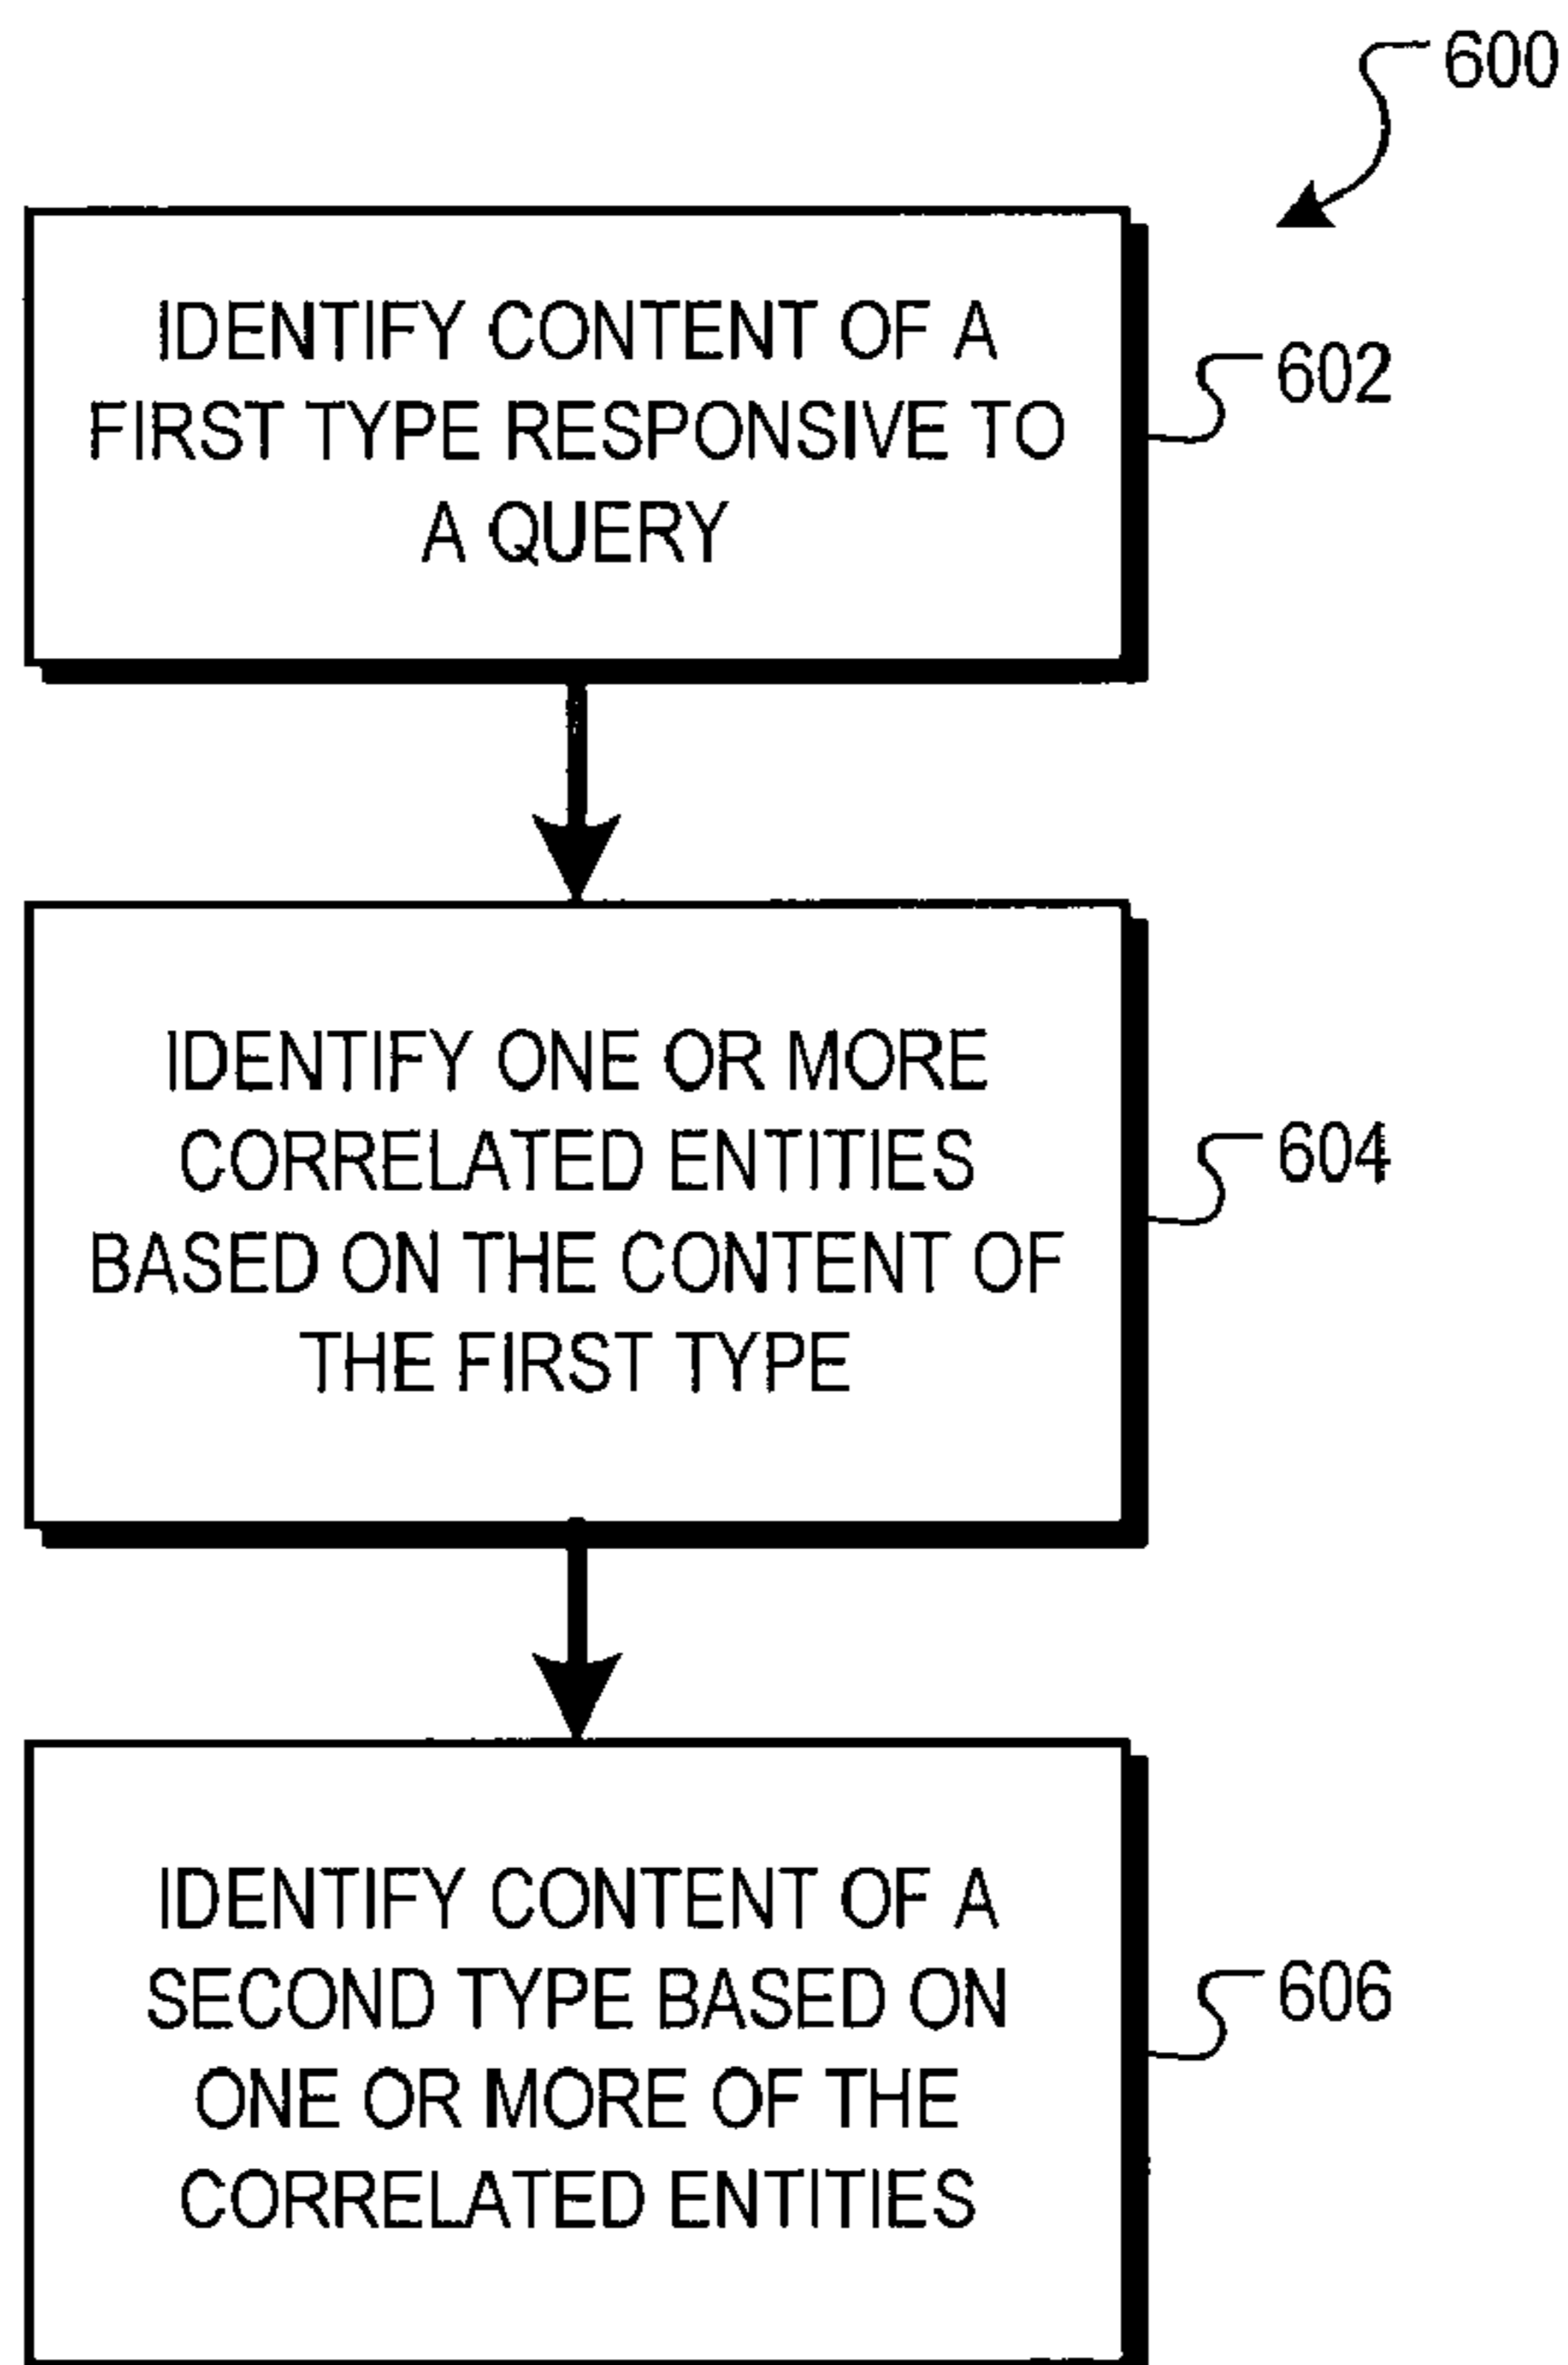 600
IDENTIFY CONTENT OF A
FIRST TYPE RESPONSIVE TO
A QUERY
602
IDENTIFY ONE OR MORE
CORRELATED ENTITIES
BASED ON THE CONTENT OF
THE FIRST TYPE
604
IDENTIFY CONTENT OF A
SECOND TYPE BASED ON
ONE OR MORE OF THE
CORRELATED ENTITIES
606